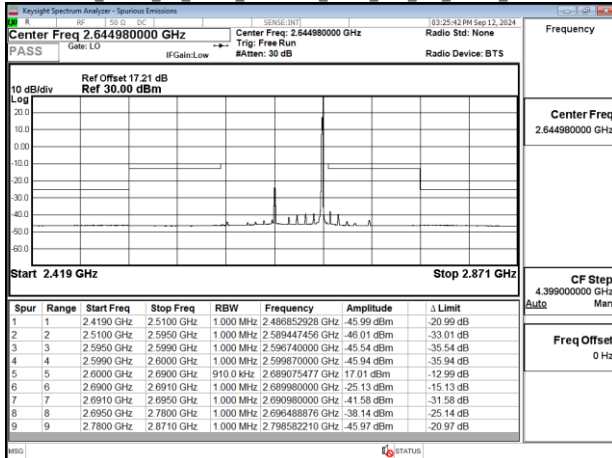 Keysight Spectrum Analyzer - Spurious Emissions
R RF 50 Ω DC SENSE:INT 03:25:42 PM Sep 12, 2024
Center Freq 2.644980000 GHz
PASS
Gate: LO
IFGain:Low
Center Freq: 2.644980000 GHz
Trig: Free Run
#Atten: 30 dB
Radio Std: None
Radio Device: BTS
Frequency
Ref Offset 17.21 dB
10 dB/div Ref 30.00 dBm
Log
20.0
10.0
0.00
-10.0
-20.0
-30.0
-40.0
-50.0
-60.0
Start 2.419 GHz Stop 2.871 GHz
Center Freq
2.644980000 GHz
CF Step
4.399000000 GHz
Auto Man
Freq Offset
0 Hz
Spur Range Start Freq Stop Freq RBW Frequency Amplitude Δ Limit
1 1 2.4190 GHz 2.5100 GHz 1.000 MHz 2.486852928 GHz -45.99 dBm -20.99 dB
2 2 2.5100 GHz 2.5950 GHz 1.000 MHz 2.589447456 GHz -46.01 dBm -33.01 dB
3 3 2.5950 GHz 2.5990 GHz 1.000 MHz 2.596740000 GHz -45.54 dBm -35.54 dB
4 4 2.5990 GHz 2.6000 GHz 1.000 MHz 2.599870000 GHz -45.94 dBm -35.94 dB
5 5 2.6000 GHz 2.6900 GHz 910.0 kHz 2.689075477 GHz 17.01 dBm -12.99 dB
6 6 2.6900 GHz 2.6910 GHz 1.000 MHz 2.689980000 GHz -25.13 dBm -15.13 dB
7 7 2.6910 GHz 2.6950 GHz 1.000 MHz 2.690980000 GHz -41.58 dBm -31.58 dB
8 8 2.6950 GHz 2.7800 GHz 1.000 MHz 2.696488876 GHz -38.14 dBm -25.14 dB
9 9 2.7800 GHz 2.8710 GHz 1.000 MHz 2.798582210 GHz -45.97 dBm -20.97 dB
MSG STATUS